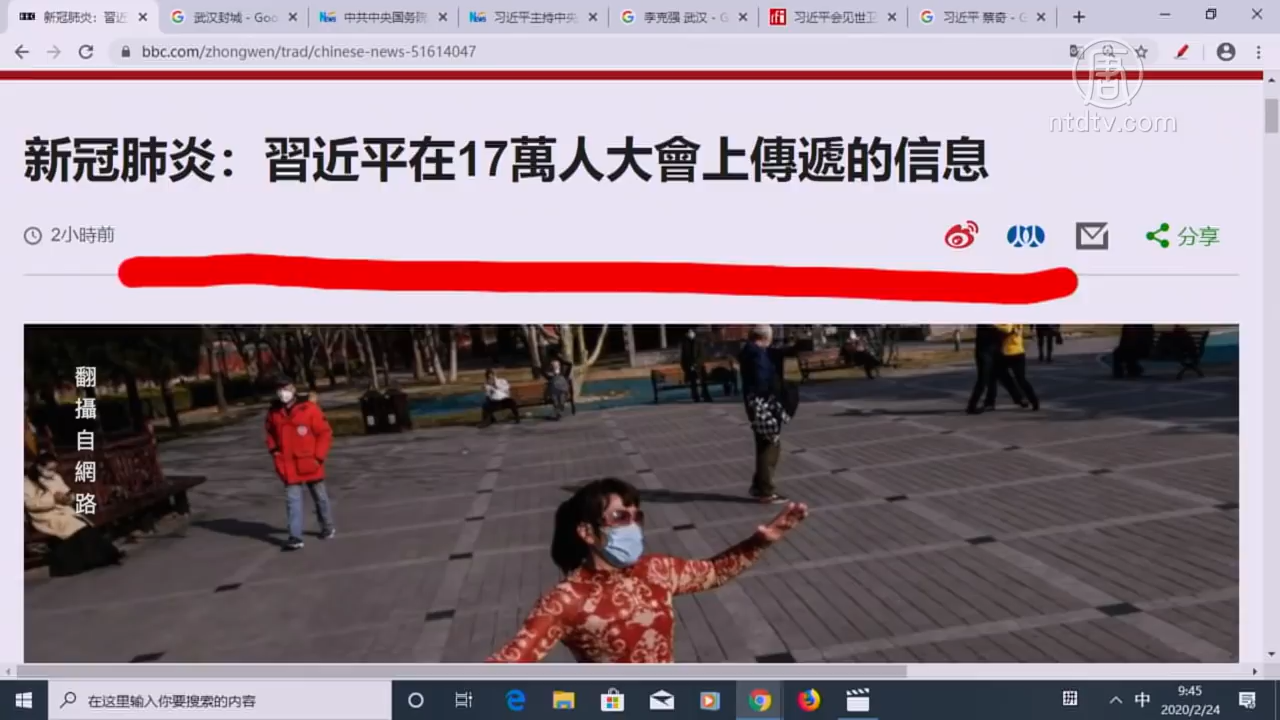 新冠肺炎：習近
武汉封城 - Goo
中共中央国务院
习近平主持中央
李克强 武汉 - G
习近平会见世卫
习近平 蔡奇 - G
bbc.com/zhongwen/trad/chinese-news-51614047
唐
ntdtv.com
新冠肺炎：習近平在17萬人大會上傳遞的信息
2小時前
分享
翻攝自網路
在这里输入你要搜索的内容
中
9:45
2020/2/24